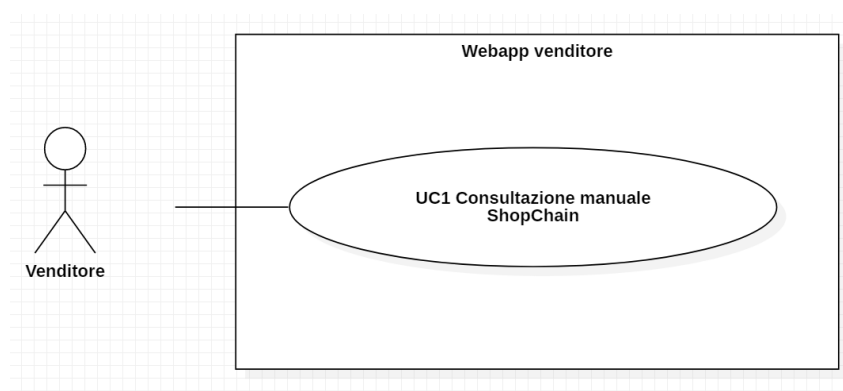 Webapp venditore
UC1 Consultazione manuale
ShopChain
Venditore